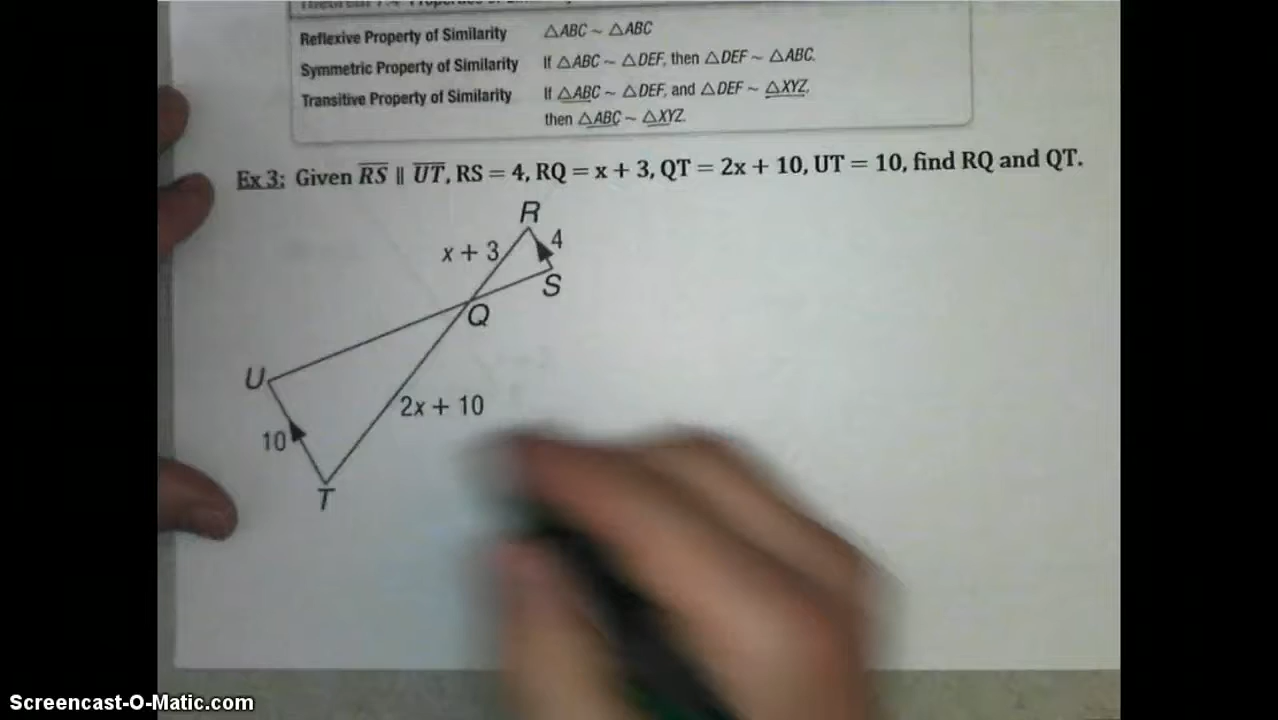 Reflexive Property of Similarity △ABC ~ △ABC
Symmetric Property of Similarity If △ABC ~ △DEF, then △DEF ~ △ABC.
Transitive Property of Similarity If △ABC ~ △DEF, and △DEF ~ △XYZ,
then △ABC ~ △XYZ.
Ex 3: Given R͞S ∥ U͞T, RS = 4, RQ = x + 3, QT = 2x + 10, UT = 10, find RQ and QT.
R
x + 3
4
S
Q
U
2x + 10
10
T
Screencast-O-Matic.com